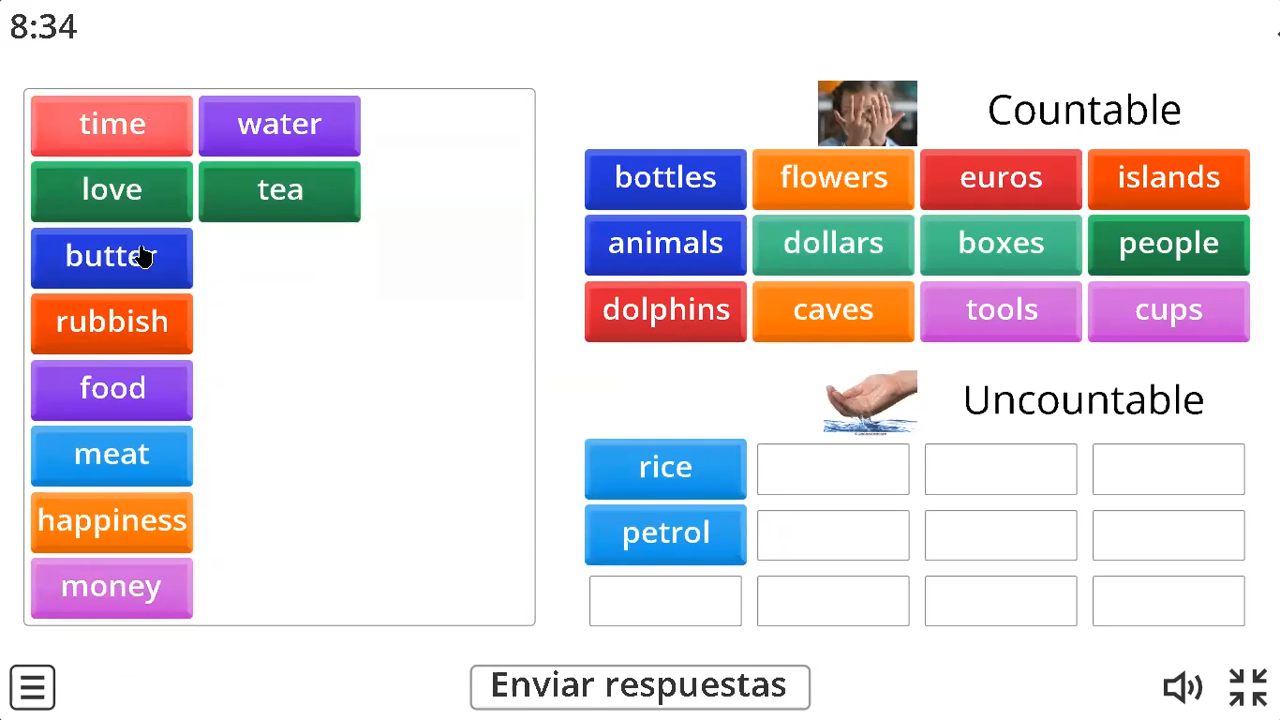 8:34
time water
love tea
butter
rubbish
food
meat
happiness
money
Countable
bottles flowers euros islands
animals dollars boxes people
dolphins caves tools cups
Uncountable
rice
petrol
Enviar respuestas